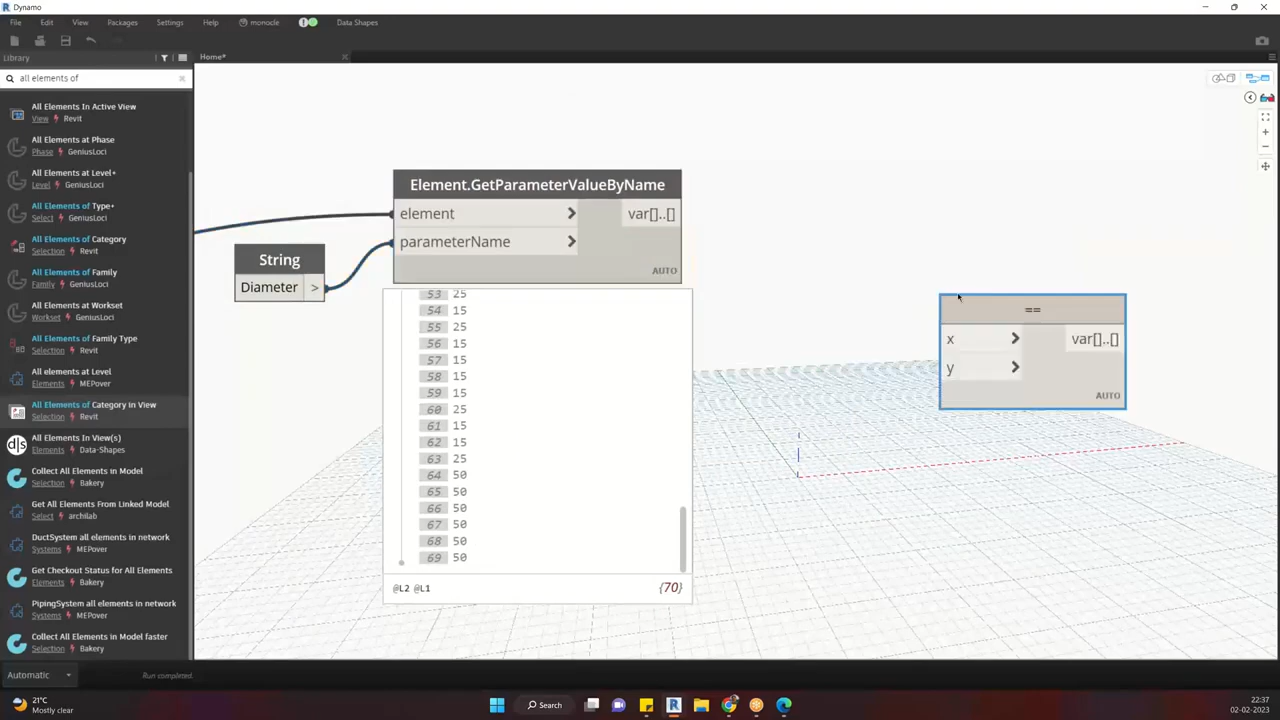 Dynamo
File Edit View Packages Settings Help monocle Data Shapes
Library
Home*
all elements of
All Elements In Active View
View Revit
All Elements at Phase
Phase GeniusLoci
All Elements at Level+
Level GeniusLoci
All Elements of Type+
Select GeniusLoci
All Elements of Category
Selection Revit
All Elements of Family
Family GeniusLoci
All Elements at Workset
Workset GeniusLoci
All Elements of Family Type
Selection Revit
All elements at Level
Elements MEPover
All Elements of Category in View
Selection Revit
All Elements In View(s)
Elements Data-Shapes
Collect All Elements in Model
Selection Bakery
Get All Elements From Linked Model
Select archilab
DuctSystem all elements in network
Systems MEPover
Get Checkout Status for All Elements
Elements Bakery
PipingSystem all elements in network
Systems MEPover
Collect All Elements in Model faster
Selection Bakery
Element.GetParameterValueByName
element > var[]..[]
parameterName >
AUTO
String
Diameter >
53 25
54 15
55 25
56 15
57 15
58 15
59 15
60 25
61 15
62 15
63 25
64 50
65 50
66 50
67 50
68 50
69 50
@L2 @L1 {70}
==
x > var[]..[]
y >
AUTO
Automatic Run completed.
21°C
Mostly clear
Search
22:37
02-02-2023